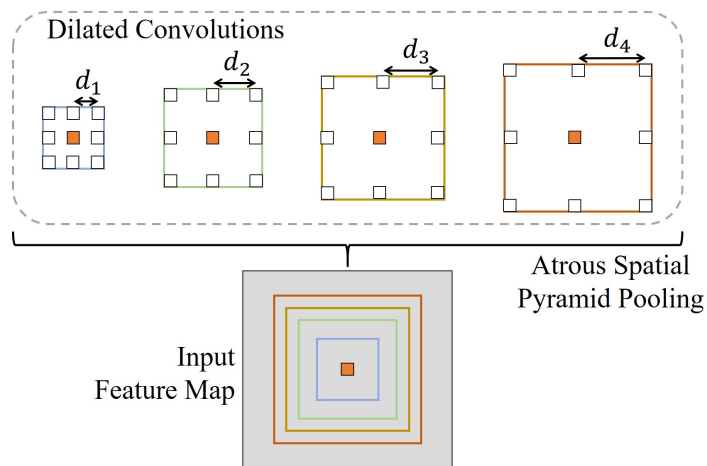 Dilated Convolutions
d₁
d₂
d₃
d₄
Atrous Spatial
Pyramid Pooling
Input
Feature Map